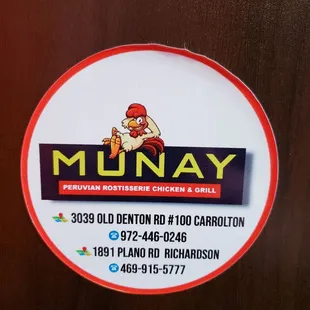 MUNAY
PERUVIAN ROSTISSERIE CHICKEN & GRILL
3039 OLD DENTON RD #100 CARROLTON
972-446-0246
1891 PLANO RD RICHARDSON
469-915-5777